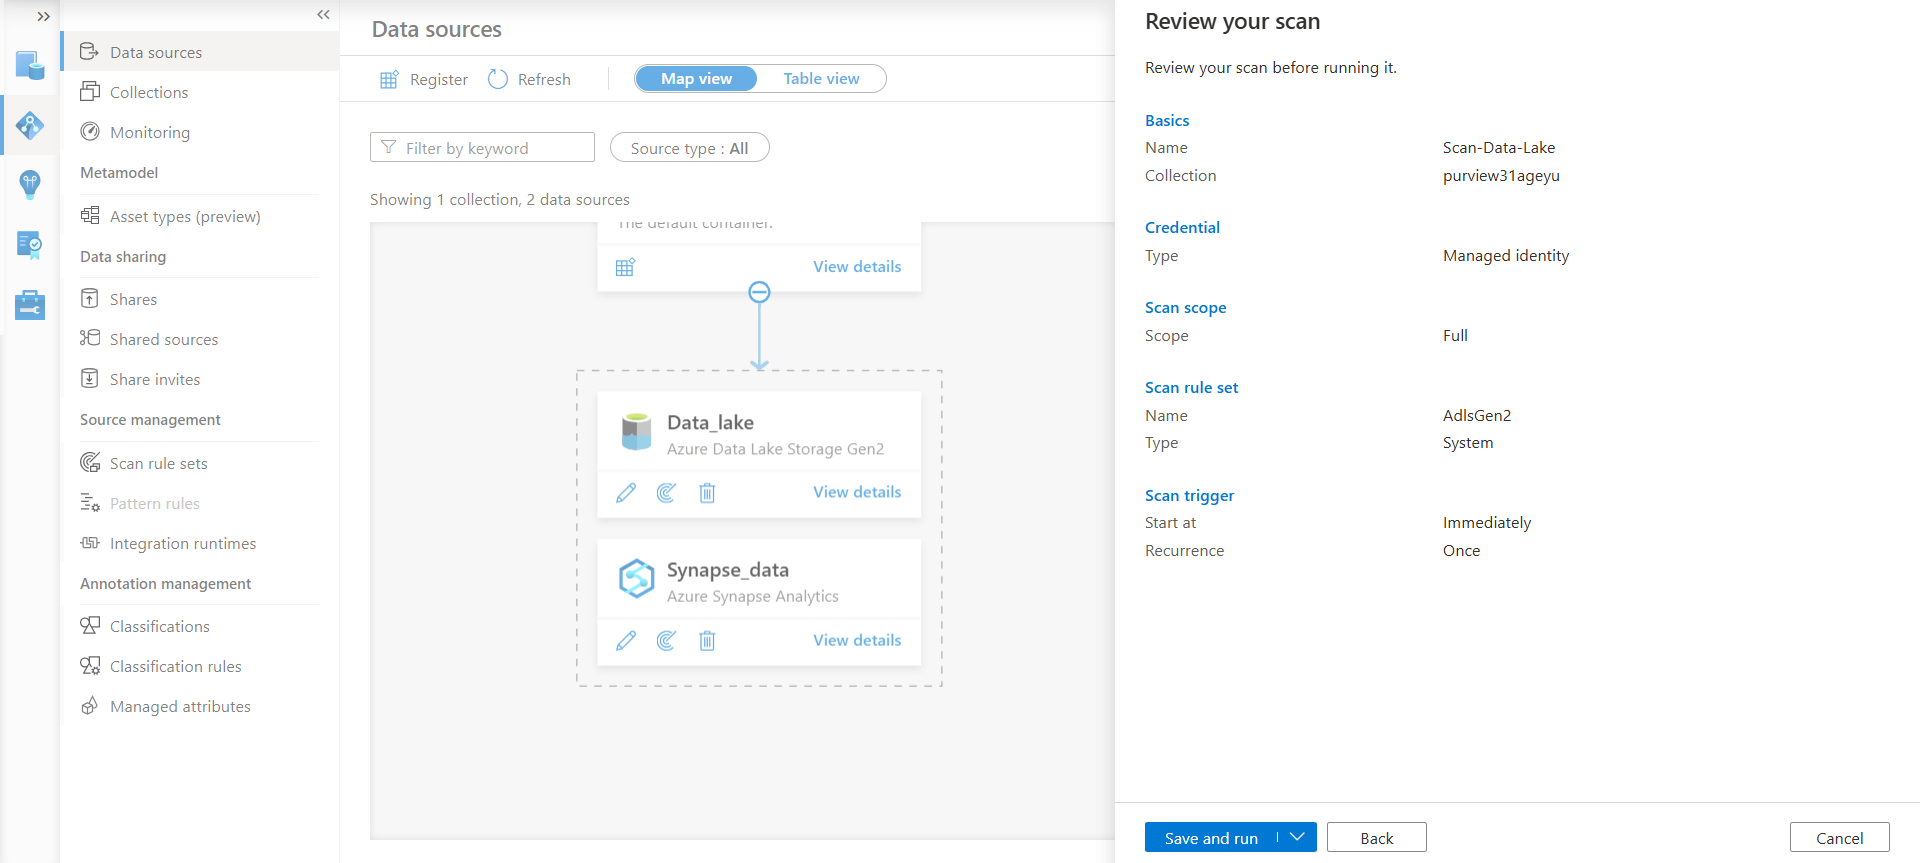 Data sources
Collections
Monitoring
Metamodel
Asset types (preview)
Data sharing
Shares
Shared sources
Share invites
Source management
Scan rule sets
Pattern rules
Integration runtimes
Annotation management
Classifications
Classification rules
Managed attributes
Data sources
Register Refresh Map view Table view
Filter by keyword Source type : All
Showing 1 collection, 2 data sources
The default container.
View details
Data_lake
Azure Data Lake Storage Gen2
View details
Synapse_data
Azure Synapse Analytics
View details
Review your scan
Review your scan before running it.
Basics
Name Scan-Data-Lake
Collection purview31ageyu
Credential
Type Managed identity
Scan scope
Scope Full
Scan rule set
Name AdlsGen2
Type System
Scan trigger
Start at Immediately
Recurrence Once
Save and run Back Cancel